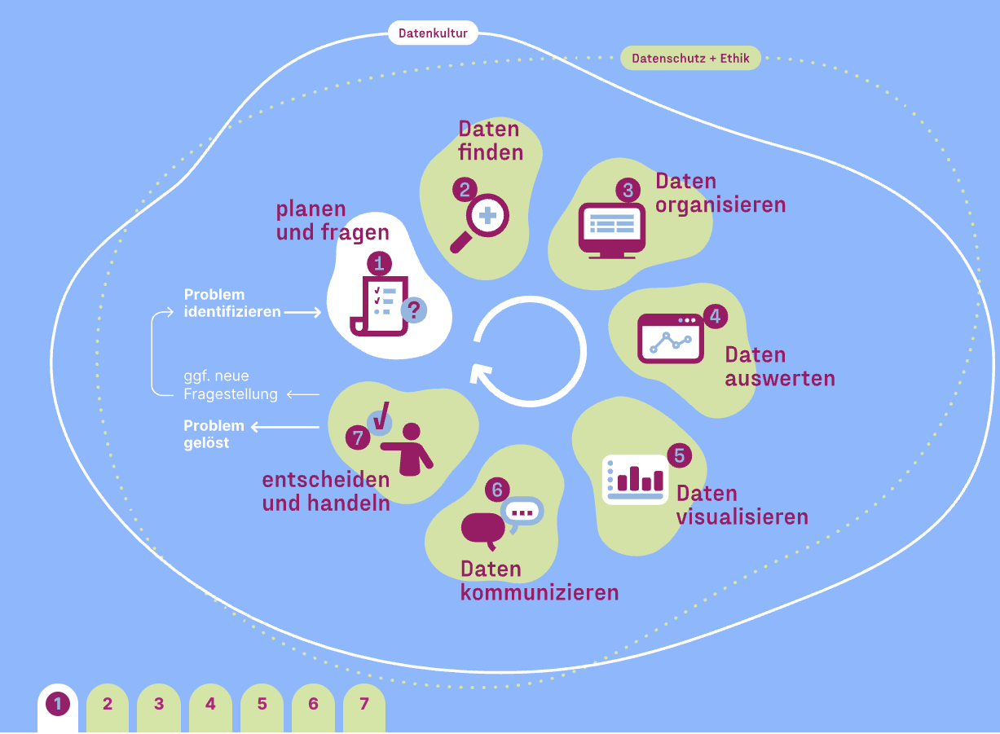 Datenkultur
Datenschutz + Ethik
planen
und fragen
1
?
Daten
finden
2
3
Daten
organisieren
4
Daten
auswerten
5
Daten
visualisieren
6
Daten
kommunizieren
7
entscheiden
und handeln
Problem
identifizieren
ggf. neue
Fragestellung
Problem
gelöst
1 2 3 4 5 6 7